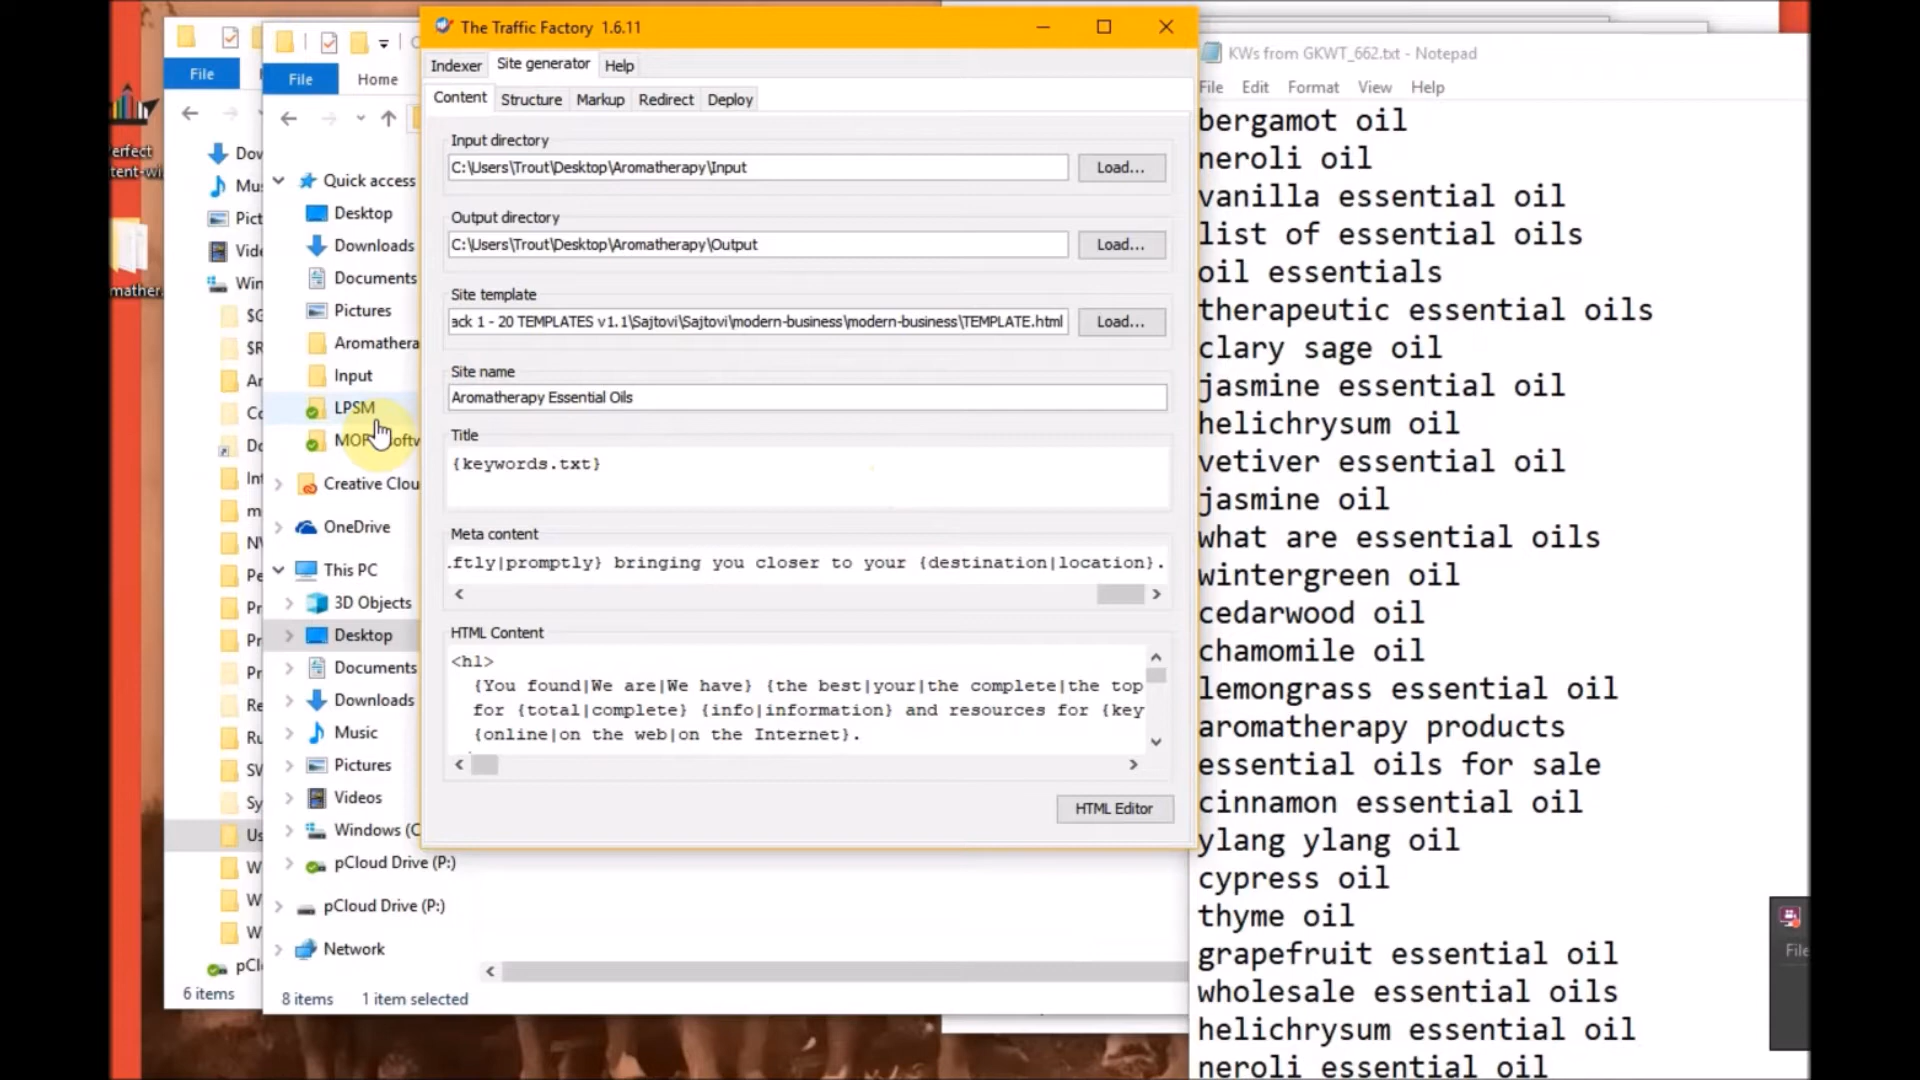 The Traffic Factory 1.6.11
Indexer Site generator Help
Content Structure Markup Redirect Deploy
Input directory
C:\Users\Trout\Desktop\Aromatherapy\Input
Load...
Output directory
C:\Users\Trout\Desktop\Aromatherapy\Output
Load...
Site template
ack 1 - 20 TEMPLATES v1.1\Sajtovi\Sajtovi\modern-business\modern-business\TEMPLATE.html
Load...
Site name
Aromatherapy Essential Oils
Title
{keywords.txt}
Meta content
.ftly|promptly} bringing you closer to your {destination|location}.
HTML Content
<h1>
{You found|We are|We have} {the best|your|the complete|the top
for {total|complete} {info|information} and resources for {key
{online|on the web|on the Internet}.
HTML Editor
File
File Home
Quick access
Desktop
Downloads
Documents
Pictures
Aromathera
Input
LPSM
Creative Clou
OneDrive
This PC
3D Objects
Desktop
Documents
Downloads
Music
Pictures
Videos
Windows (C
pCloud Drive (P:)
pCloud Drive (P:)
Network
6 items
8 items 1 item selected
KWs from GKWT_662.txt - Notepad
File Edit Format View Help
bergamot oil
neroli oil
vanilla essential oil
list of essential oils
oil essentials
therapeutic essential oils
clary sage oil
jasmine essential oil
helichrysum oil
vetiver essential oil
jasmine oil
what are essential oils
wintergreen oil
cedarwood oil
chamomile oil
lemongrass essential oil
aromatherapy products
essential oils for sale
cinnamon essential oil
ylang ylang oil
cypress oil
thyme oil
grapefruit essential oil
wholesale essential oils
helichrysum essential oil
neroli essential oil
File